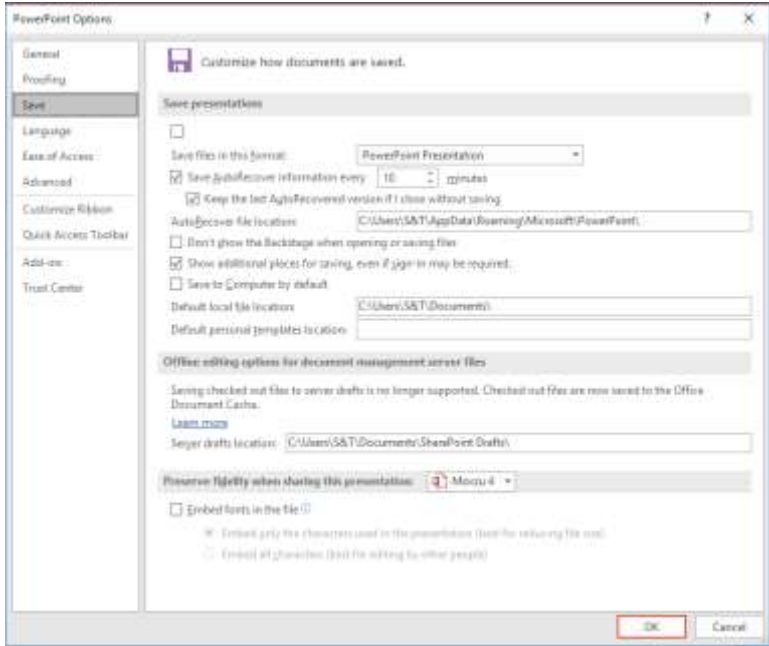 PowerPoint Options
General
Proofing
Save
Language
Ease of Access
Advanced
Customize Ribbon
Quick Access Toolbar
Add-ins
Trust Center
Customize how documents are saved.
Save presentations
Save files in this format:
PowerPoint Presentation
Save AutoRecover information every 10 minutes
Keep the last AutoRecovered version if I close without saving
AutoRecover file location: C:\Users\S&T\AppData\Roaming\Microsoft\PowerPoint\
Don't show the Backstage when opening or saving files
Show additional places for saving, even if sign-in may be required.
Save to Computer by default
Default local file location: C:\Users\S&T\Documents\
Default personal templates location:
Offline editing options for document management server files
Saving checked out files to server drafts is no longer supported. Checked out files are now saved to the Office
Document Cache.
Learn more
Server drafts location: C:\Users\S&T\Documents\SharePoint Drafts\
Preserve fidelity when sharing this presentation:
Embed fonts in the file
Embed only the characters used in the presentation (best for reducing file size)
Embed all characters (best for editing by other people)
OK
Cancel